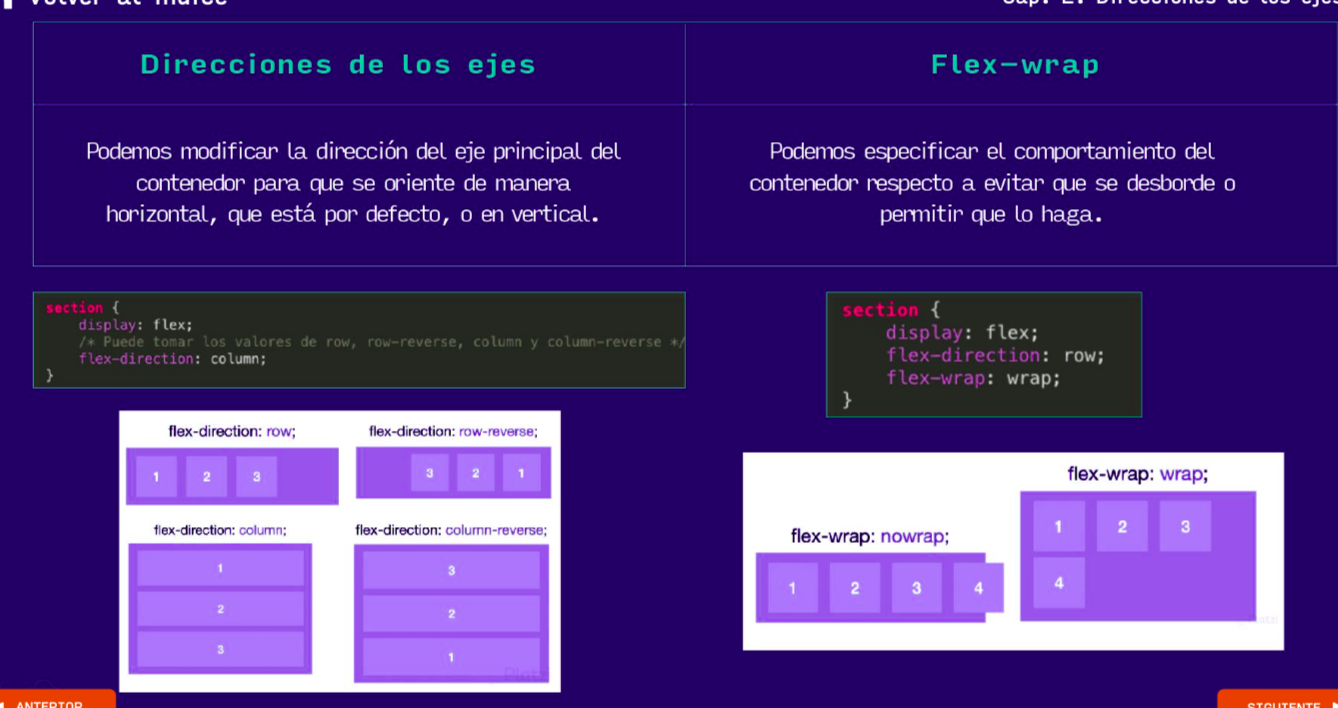 Volver al índice
Cap. 2. Direcciones de los ejes
Direcciones de los ejes
Podemos modificar la dirección del eje principal del
contenedor para que se oriente de manera
horizontal, que está por defecto, o en vertical.
section {
display: flex;
/* Puede tomar los valores de row, row-reverse, column y column-reverse */
flex-direction: column;
}
flex-direction: row;
1 2 3
flex-direction: row-reverse;
3 2 1
flex-direction: column;
1
2
3
flex-direction: column-reverse;
3
2
1
Flex-wrap
Podemos especificar el comportamiento del
contenedor respecto a evitar que se desborde o
permitir que lo haga.
section {
display: flex;
flex-direction: row;
flex-wrap: wrap;
}
flex-wrap: nowrap;
1 2 3 4
flex-wrap: wrap;
1 2 3
4
ANTERIOR
SIGUIENTE